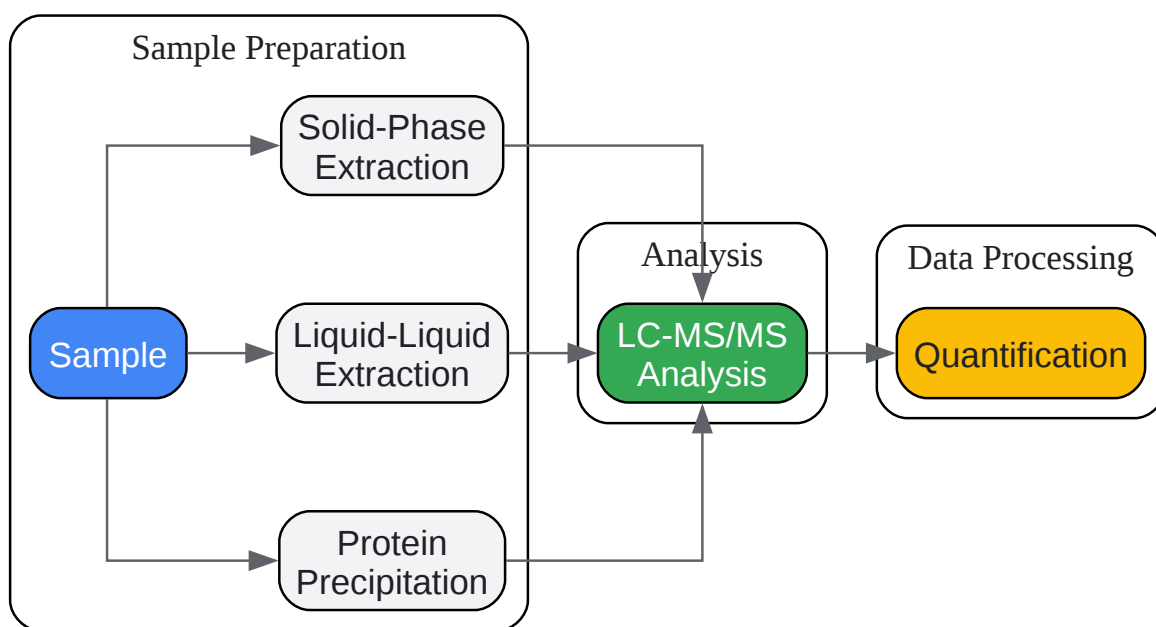 Sample Preparation
Solid-Phase
Extraction
Analysis
Data Processing
Sample
Liquid-Liquid
Extraction
LC-MS/MS
Analysis
Quantification
Protein
Precipitation